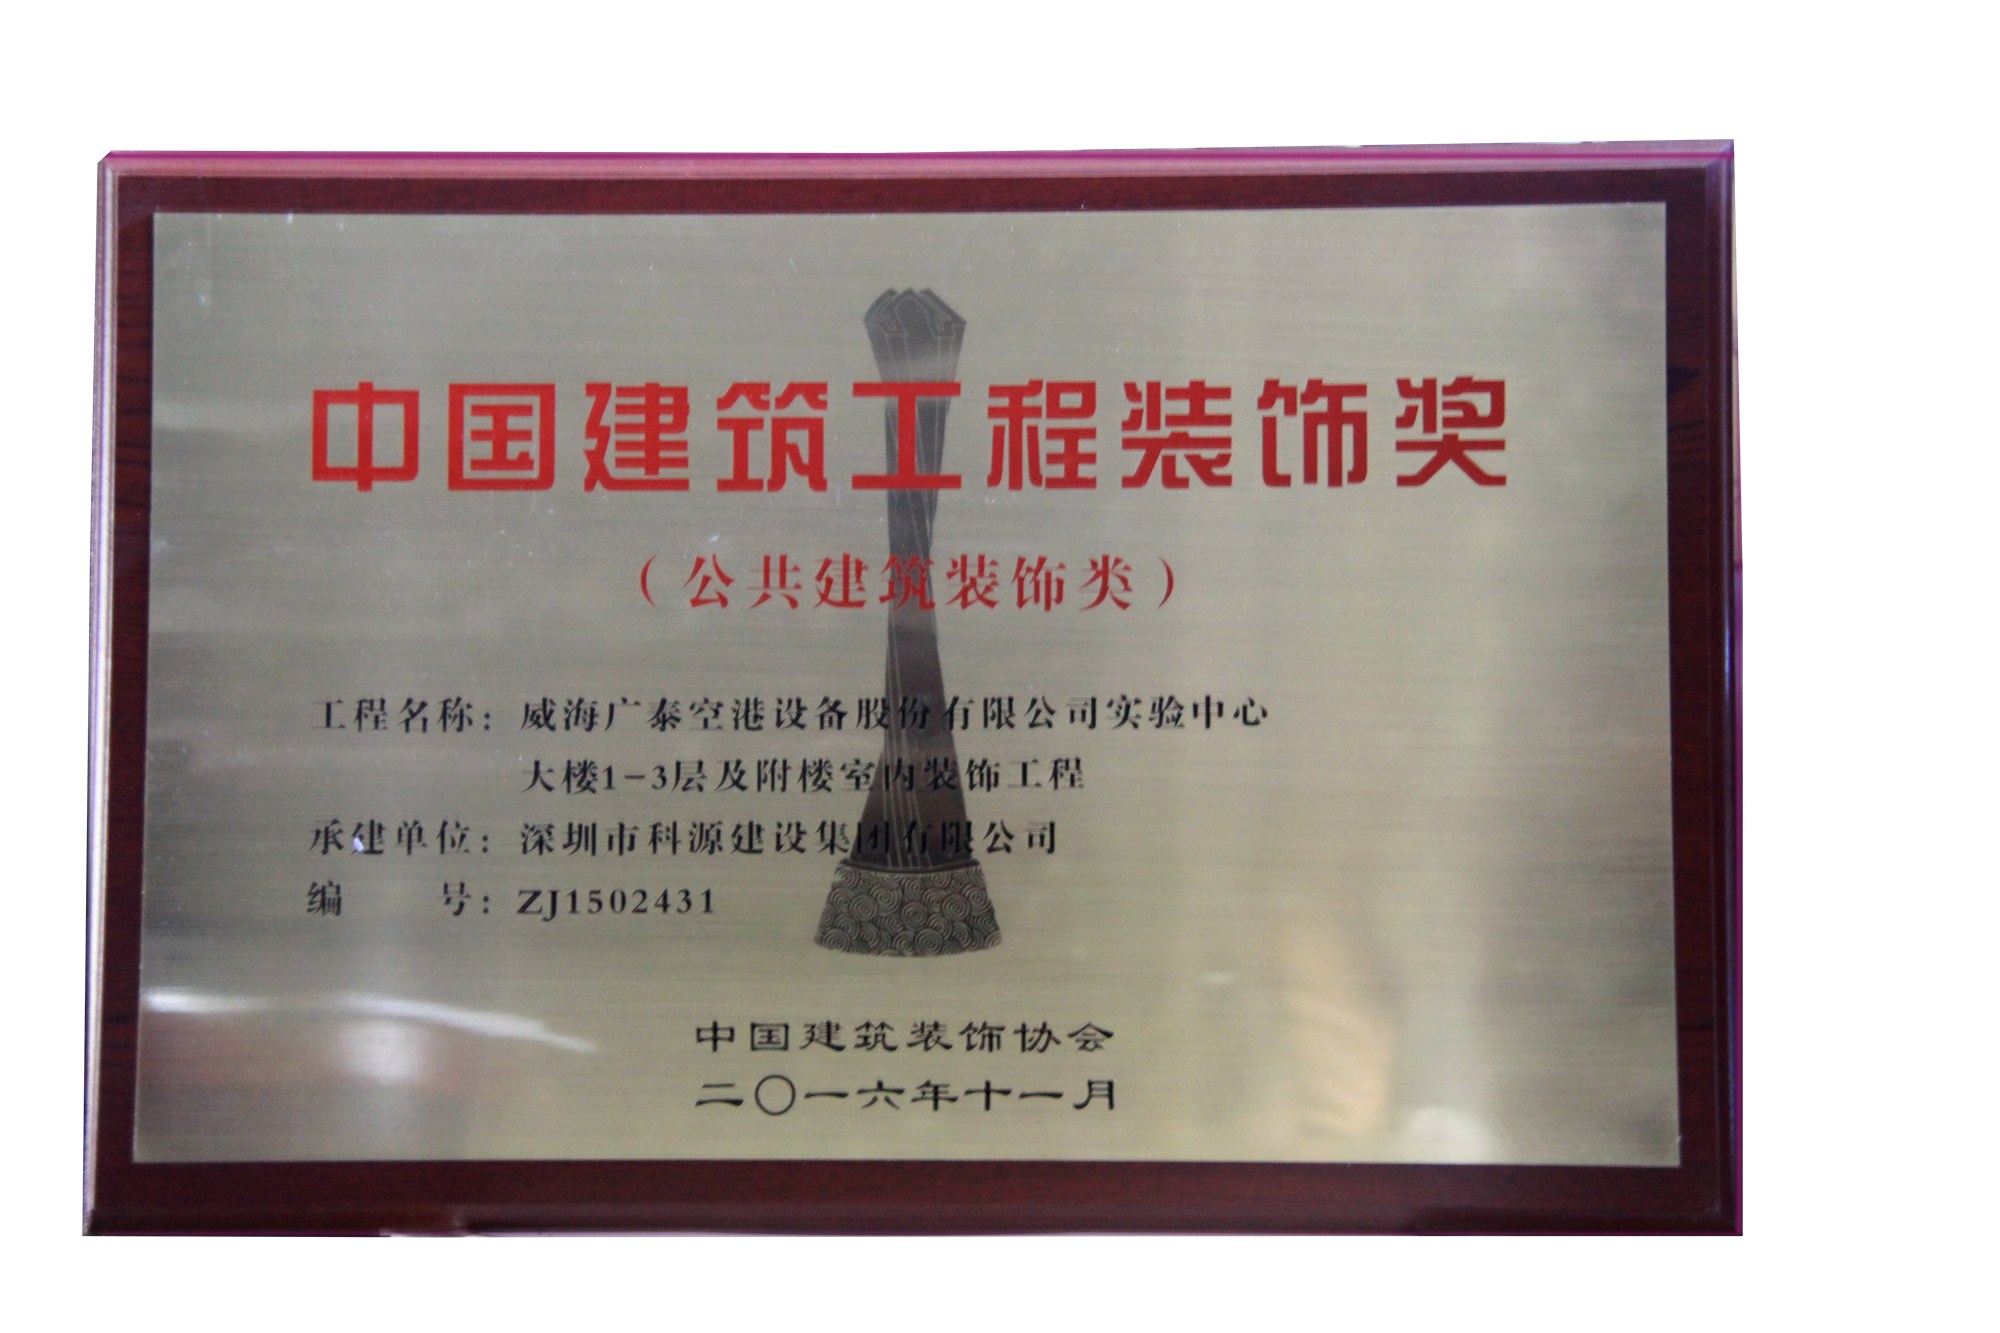 中国建筑工程装饰奖
（公共建筑装饰类）
工程名称：威海广泰空港设备股份有限公司实验中心
大楼1-3层及附楼室内装饰工程
承建单位：深圳市科源建设集团有限公司
编　　号：ZJ1502431
中国建筑装饰协会
二〇一六年十一月